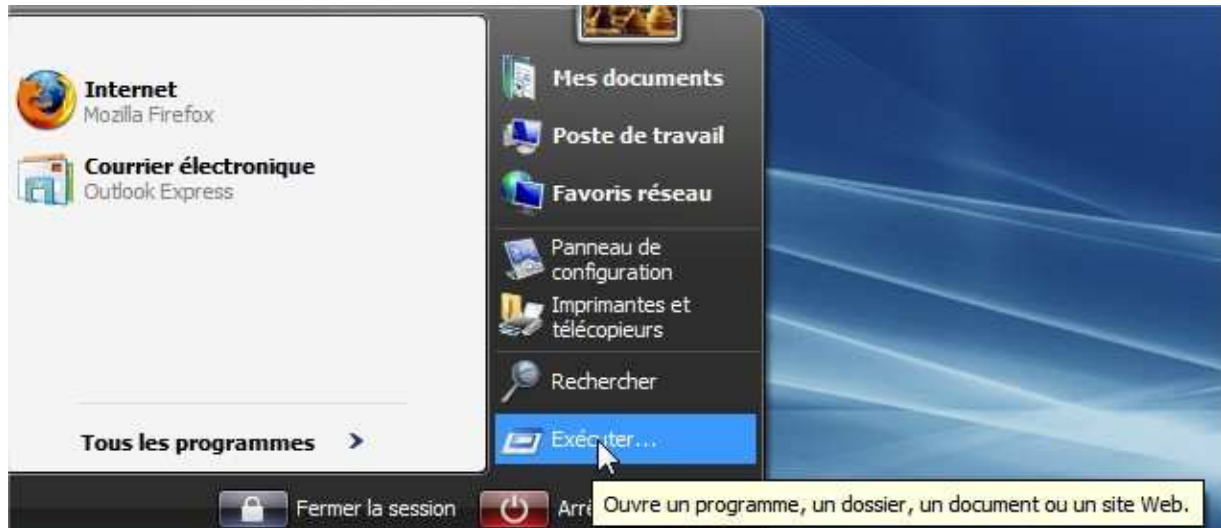 Internet
Mozilla Firefox
Courrier électronique
Outlook Express
Tous les programmes
Mes documents
Poste de travail
Favoris réseau
Panneau de
configuration
Imprimantes et
télécopieurs
Rechercher
Exécuter...
Fermer la session
Ouvre un programme, un dossier, un document ou un site Web.